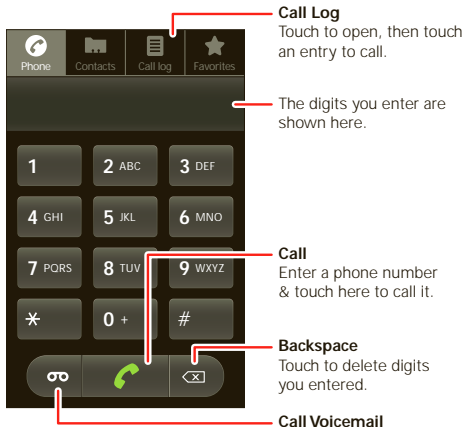 Call Log
Touch to open, then touch
an entry to call.
Phone Contacts Call log Favorites
The digits you enter are
shown here.
1 2 ABC 3 DEF
4 GHI 5 JKL 6 MNO
7 PQRS 8 TUV 9 WXYZ
* 0 + #
Call
Enter a phone number
& touch here to call it.
Backspace
Touch to delete digits
you entered.
Call Voicemail